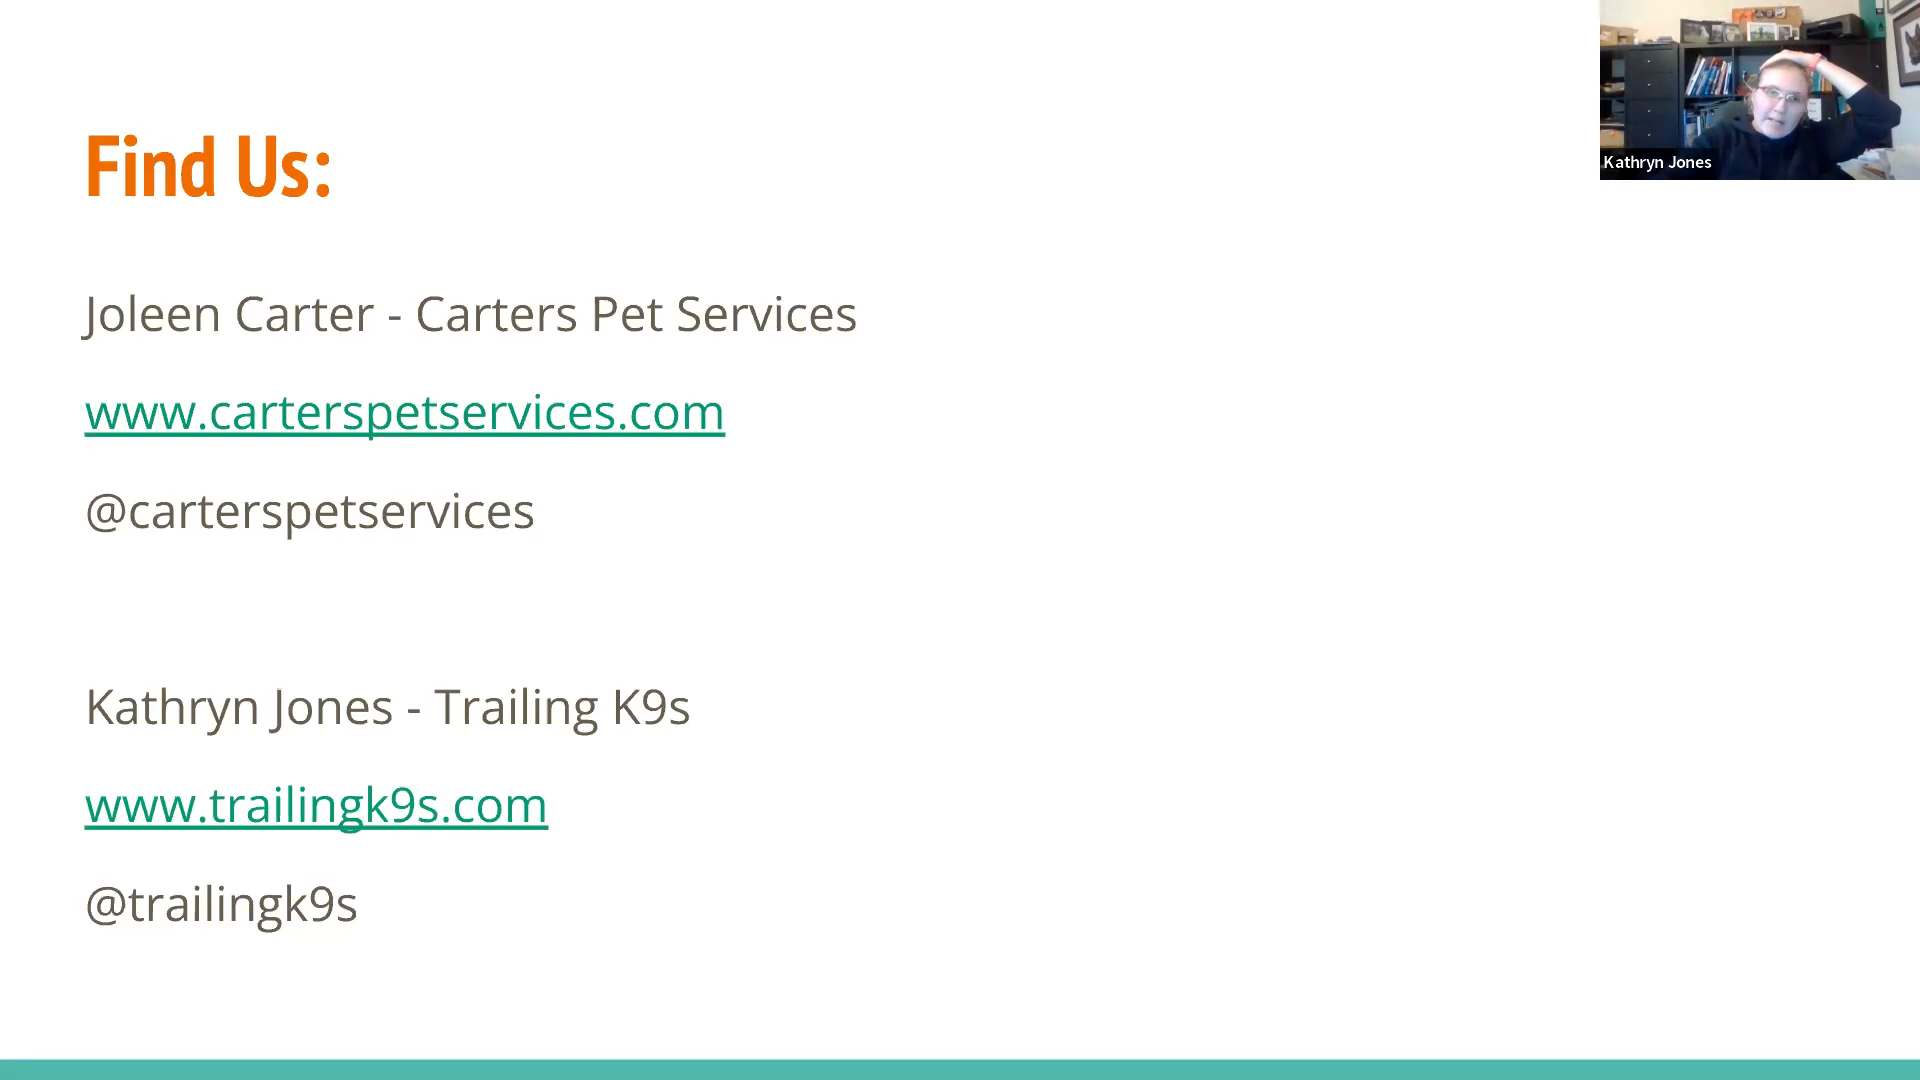 Find Us:
Kathryn Jones
Joleen Carter - Carters Pet Services
www.carterspetservices.com
@carterspetservices
Kathryn Jones - Trailing K9s
www.trailingk9s.com
@trailingk9s